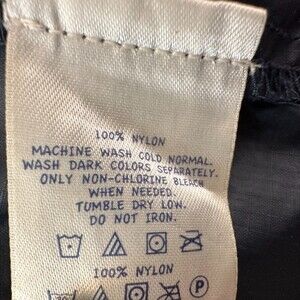 100% NYLON
MACHINE WASH COLD NORMAL.
WASH DARK COLORS SEPARATELY.
ONLY NON-CHLORINE BLEACH
WHEN NEEDED.
TUMBLE DRY LOW.
DO NOT IRON.
100% NYLON
P